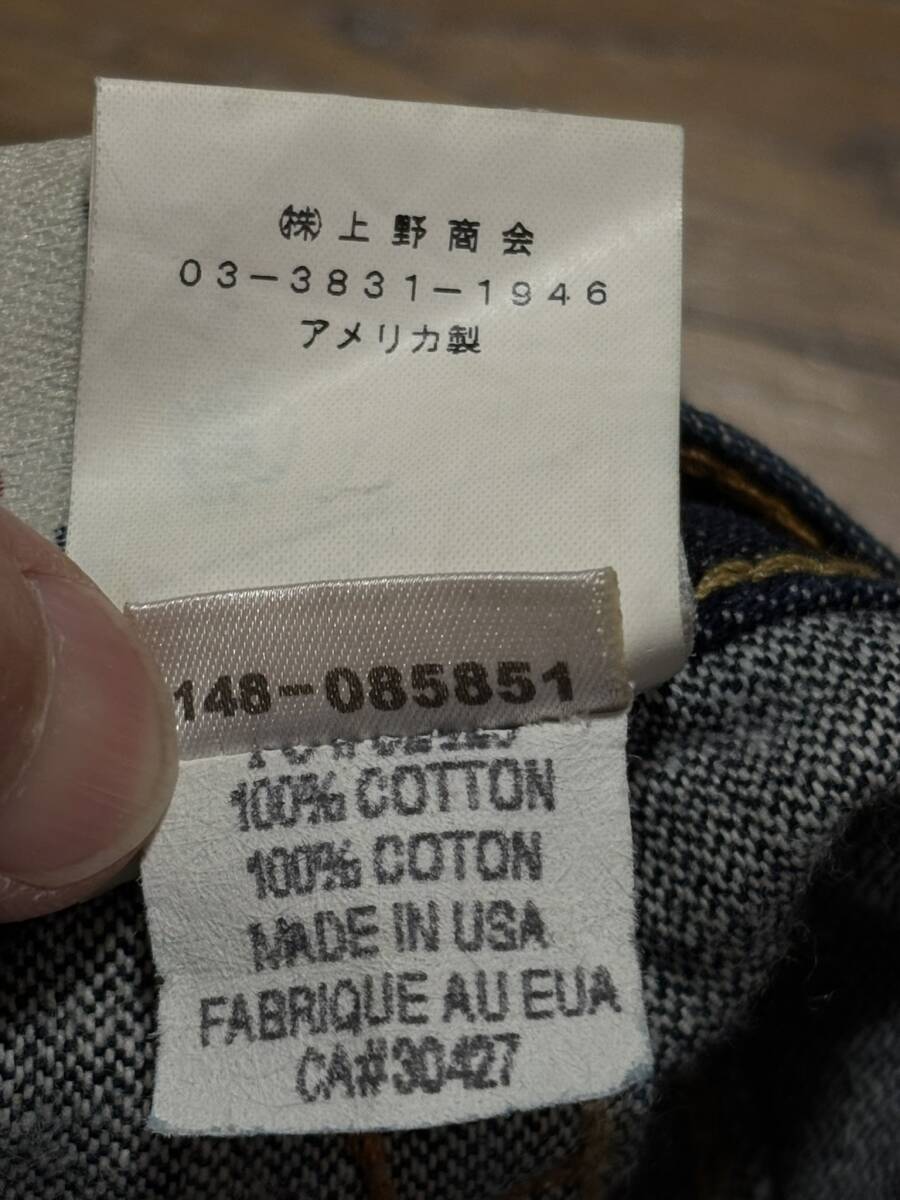 ㈱上野商会
03-3831-1946
アメリカ製
148-085851
100% COTTON
100% COTON
MADE IN USA
FABRIQUE AU EUA
CA#30427